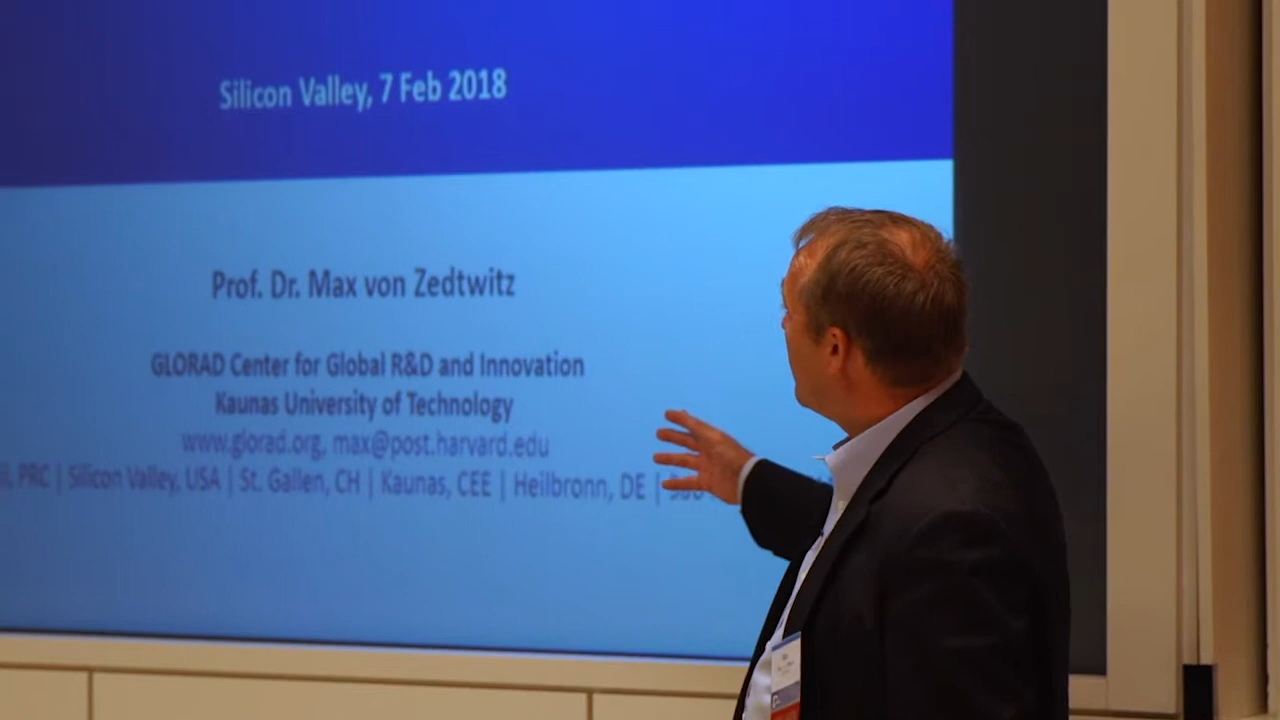 Silicon Valley, 7 Feb 2018
Prof. Dr. Max von Zedtwitz
GLORAD Center for Global R&D and Innovation
Kaunas University of Technology
www.glorad.org, max@post.harvard.edu
PRC | Silicon Valley, USA | St. Gallen, CH | Kaunas, CEE | Heilbronn, DE |